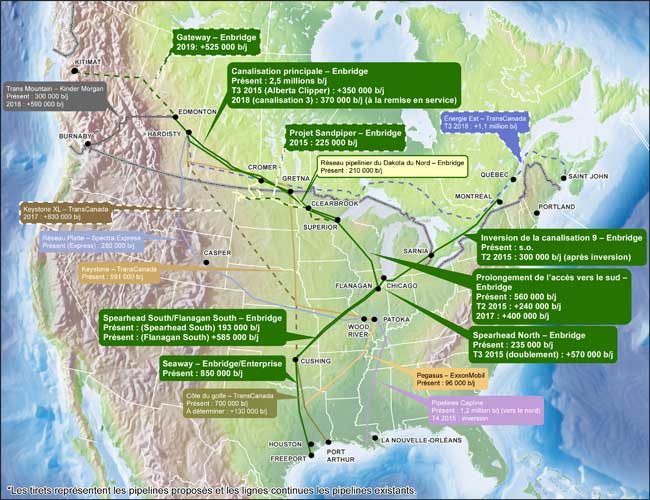 Gateway – Enbridge
2019: +525 000 b/j
KITIMAT
Canalisation principale – Enbridge
Présent : 2,5 millions b/j
T3 2015 (Alberta Clipper) : +350 000 b/j
2018 (canalisation 3) : 370 000 b/j (à la remise en service)
Trans Mountain – Kinder Morgan
Présent : 300 000 b/j
2018 : +590 000 b/j
EDMONTON
HARDISTY
BURNABY
Projet Sandpiper – Enbridge
2015 : 225 000 b/j
Énergie Est – TransCanada
T3 2018 : +1,1 million b/j
Réseau pipelinier du Dakota du Nord – Enbridge
Présent : 210 000 b/j
CROMER
GRETNA
QUÉBEC
SAINT JOHN
MONTRÉAL
PORTLAND
CLEARBROOK
SUPERIOR
Keystone XL – TransCanada
2017 : +830 000 b/j
Réseau Platte – Spectra Express
Présent (Express) : 280 000 b/j
CASPER
SARNIA
Inversion de la canalisation 9 – Enbridge
Présent : s.o.
T2 2015 : 300 000 b/j (après inversion)
Keystone – TransCanada
Présent : 591 000 b/j
FLANAGAN
CHICAGO
Prolongement de l'accès vers le sud –
Enbridge
Présent : 560 000 b/j
T2 2015 : +240 000 b/j
2017 : +400 000 b/j
Spearhead South/Flanagan South – Enbridge
Présent : (Spearhead South) 193 000 b/j
Présent : (Flanagan South) +585 000 b/j
WOOD
RIVER
PATOKA
Spearhead North – Enbridge
Présent : 235 000 b/j
T3 2015 (doublement) : +570 000 b/j
CUSHING
Seaway – Enbridge/Enterprise
Présent : 850 000 b/j
Pegasus – ExxonMobil
Présent : 96 000 b/j
Côte du golfe – TransCanada
Présent : 700 000 b/j
À déterminer : +130 000 b/j
Pipelines Capline
Présent : 1,2 million b/j (vers le nord)
T4 2015 : inversion
HOUSTON
FREEPORT
PORT
ARTHUR
LA NOUVELLE-ORLÉANS
*Les tirets représentent les pipelines proposés et les lignes continues les pipelines existants.